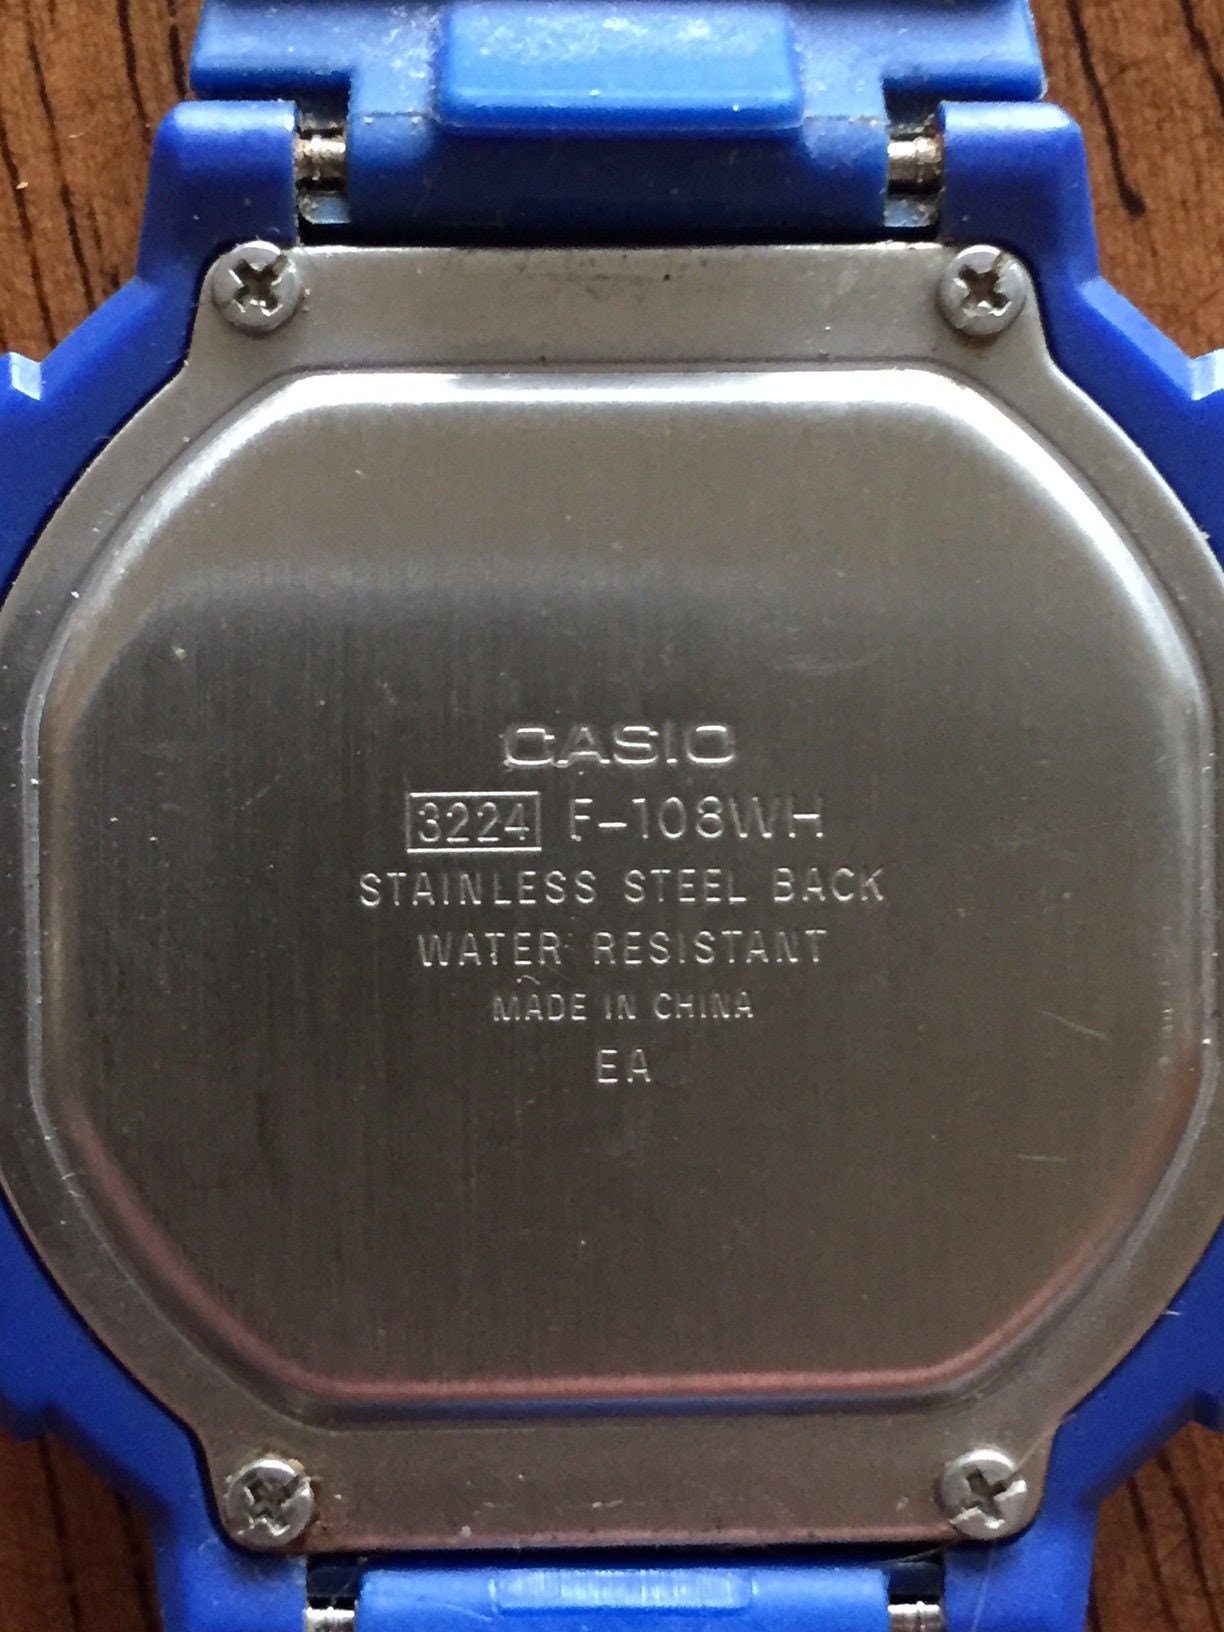 CASIO
3224 F-108WH
STAINLESS STEEL BACK
WATER RESISTANT
MADE IN CHINA
EA